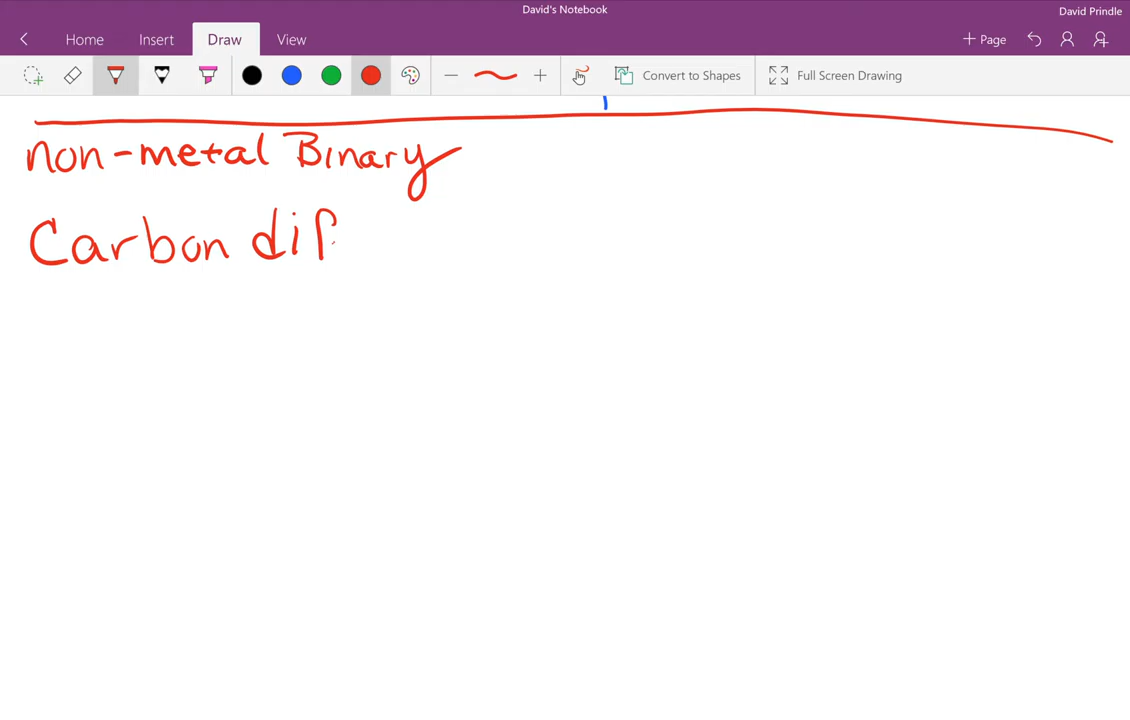 David's Notebook
David Prindle
Home Insert Draw View
Page
Convert to Shapes Full Screen Drawing
non-metal Binary
Carbon dif